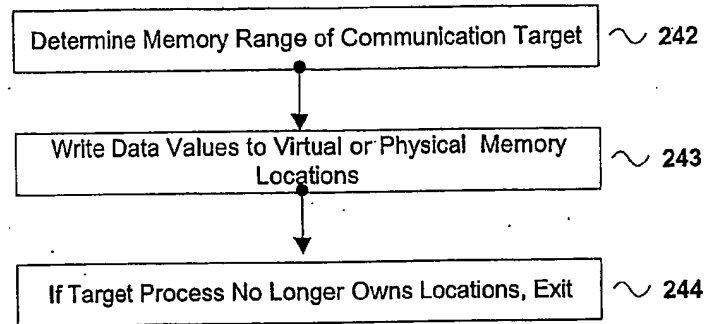 Determine Memory Range of Communication Target
242
Write Data Values to Virtual or Physical Memory
Locations
243
If Target Process No Longer Owns Locations, Exit
244